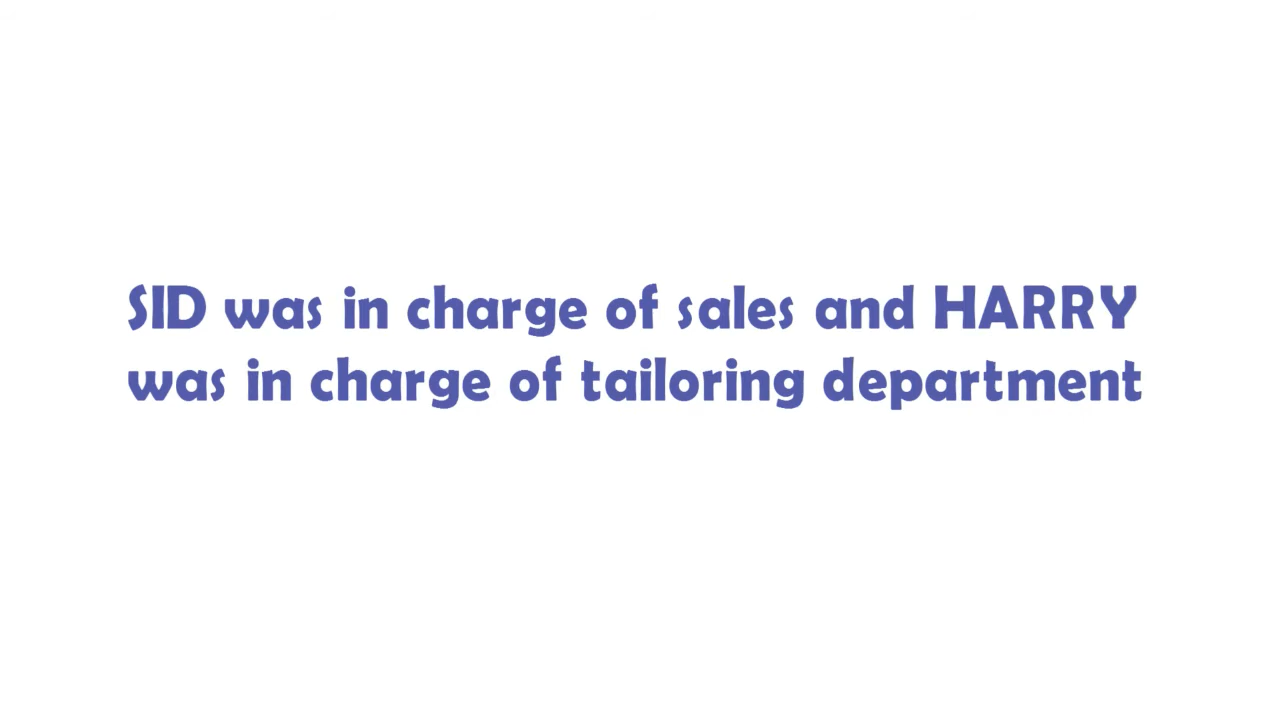 SID was in charge of sales and HARRY
was in charge of tailoring department